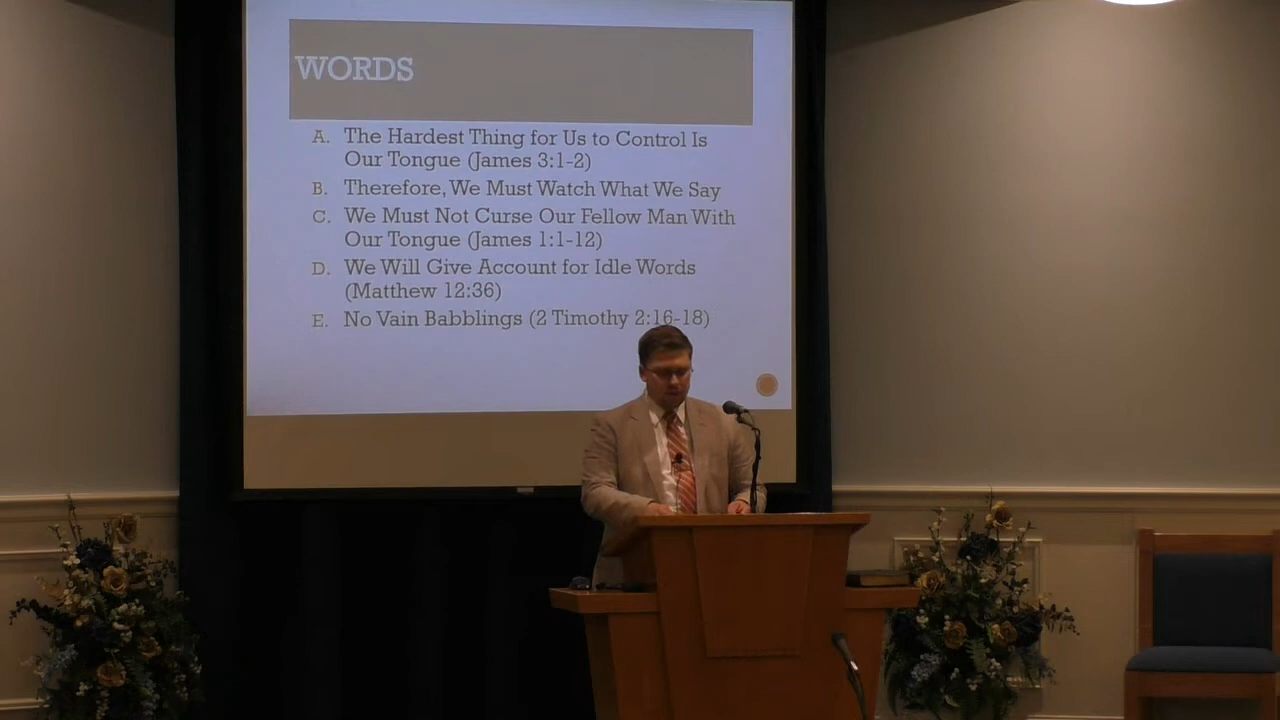 WORDS
A. The Hardest Thing for Us to Control Is
Our Tongue (James 3:1-2)
B. Therefore, We Must Watch What We Say
C. We Must Not Curse Our Fellow Man With
Our Tongue (James 1:1-12)
D. We Will Give Account for Idle Words
(Matthew 12:36)
E. No Vain Babblings (2 Timothy 2:16-18)